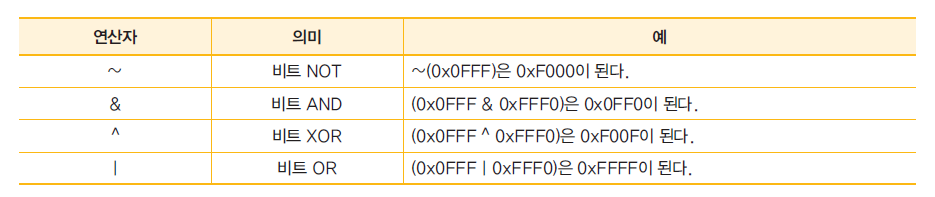 연산자 의미 예
~ 비트 NOT ~(0x0FFF)은 0xF000이 된다.
& 비트 AND (0x0FFF & 0xFFF0)은 0x0FF0이 된다.
^ 비트 XOR (0x0FFF ^ 0xFFF0)은 0xF00F이 된다.
| 비트 OR (0x0FFF | 0xFFF0)은 0xFFFF이 된다.